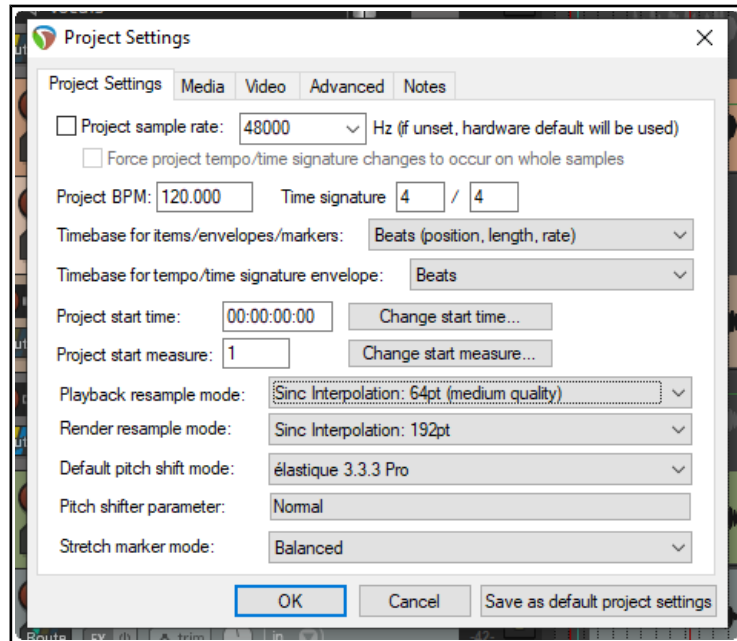 Project Settings
Project Settings Media Video Advanced Notes
Project sample rate: 48000 Hz (if unset, hardware default will be used)
Force project tempo/time signature changes to occur on whole samples
Project BPM: 120.000 Time signature 4 / 4
Timebase for items/envelopes/markers: Beats (position, length, rate)
Timebase for tempo/time signature envelope: Beats
Project start time: 00:00:00:00 Change start time...
Project start measure: 1 Change start measure...
Playback resample mode: Sinc Interpolation: 64pt (medium quality)
Render resample mode: Sinc Interpolation: 192pt
Default pitch shift mode: élastique 3.3.3 Pro
Pitch shifter parameter: Normal
Stretch marker mode: Balanced
OK Cancel Save as default project settings
Route FX trim in -42-